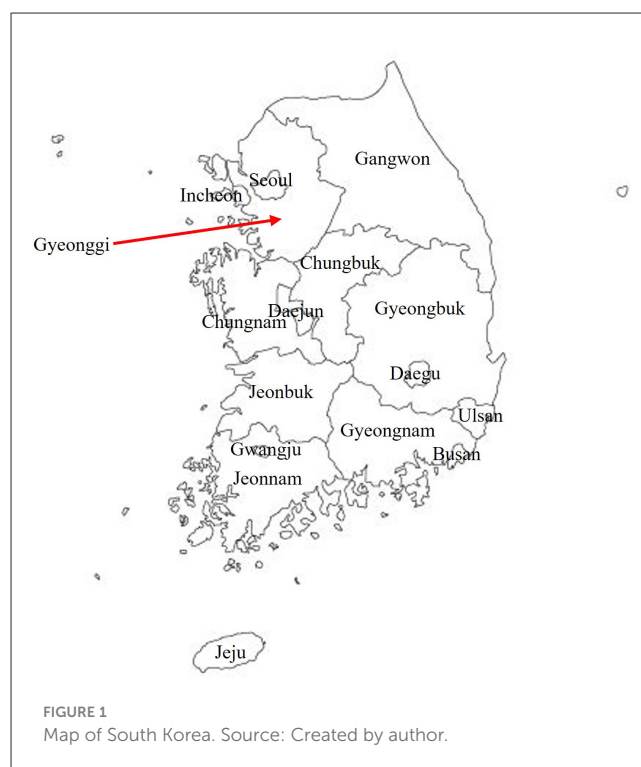 Gangwon
Seoul
Incheon
Gyeonggi
Chungbuk
Gyeongbuk
Daejun
Chungnam
Daegu
Jeonbuk
Ulsan
Gyeongnam
Gwangju
Busan
Jeonnam
Jeju
FIGURE 1
Map of South Korea. Source: Created by author.